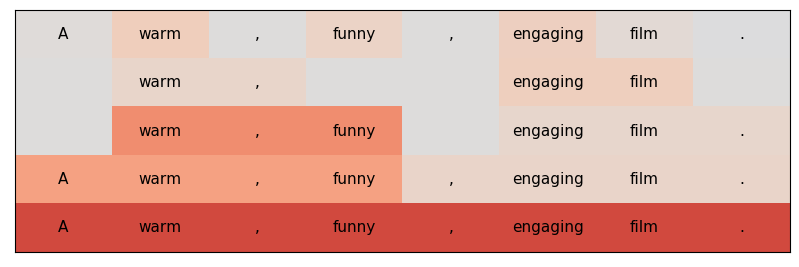 A warm , funny , engaging film .
warm , engaging film
warm , funny engaging film .
A warm , funny , engaging film .
A warm , funny , engaging film .